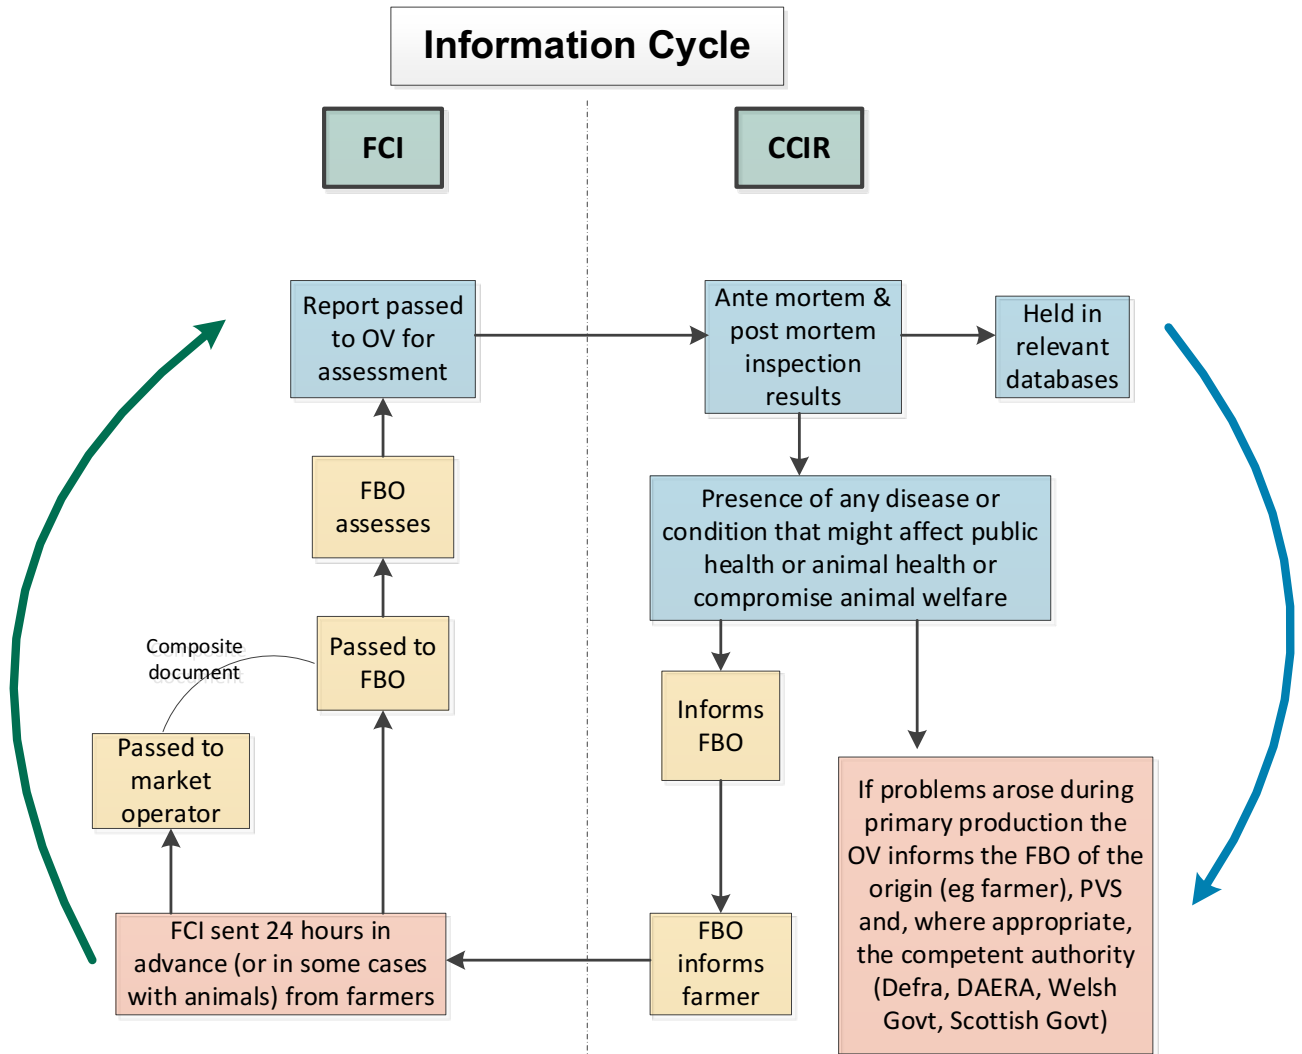 Information Cycle
FCI
CCIR
Report passed
to OV for
assessment
Ante mortem &
post mortem
inspection
results
Held in
relevant
databases
FBO
assesses
Presence of any disease or
condition that might affect public
health or animal health or
compromise animal welfare
Composite
document
Passed to
FBO
Informs
FBO
Passed to
market
operator
If problems arose during
primary production the
OV informs the FBO of the
origin (eg farmer), PVS
and, where appropriate,
the competent authority
(Defra, DAERA, Welsh
Govt, Scottish Govt)
FCI sent 24 hours in
advance (or in some cases
with animals) from farmers
FBO
informs
farmer